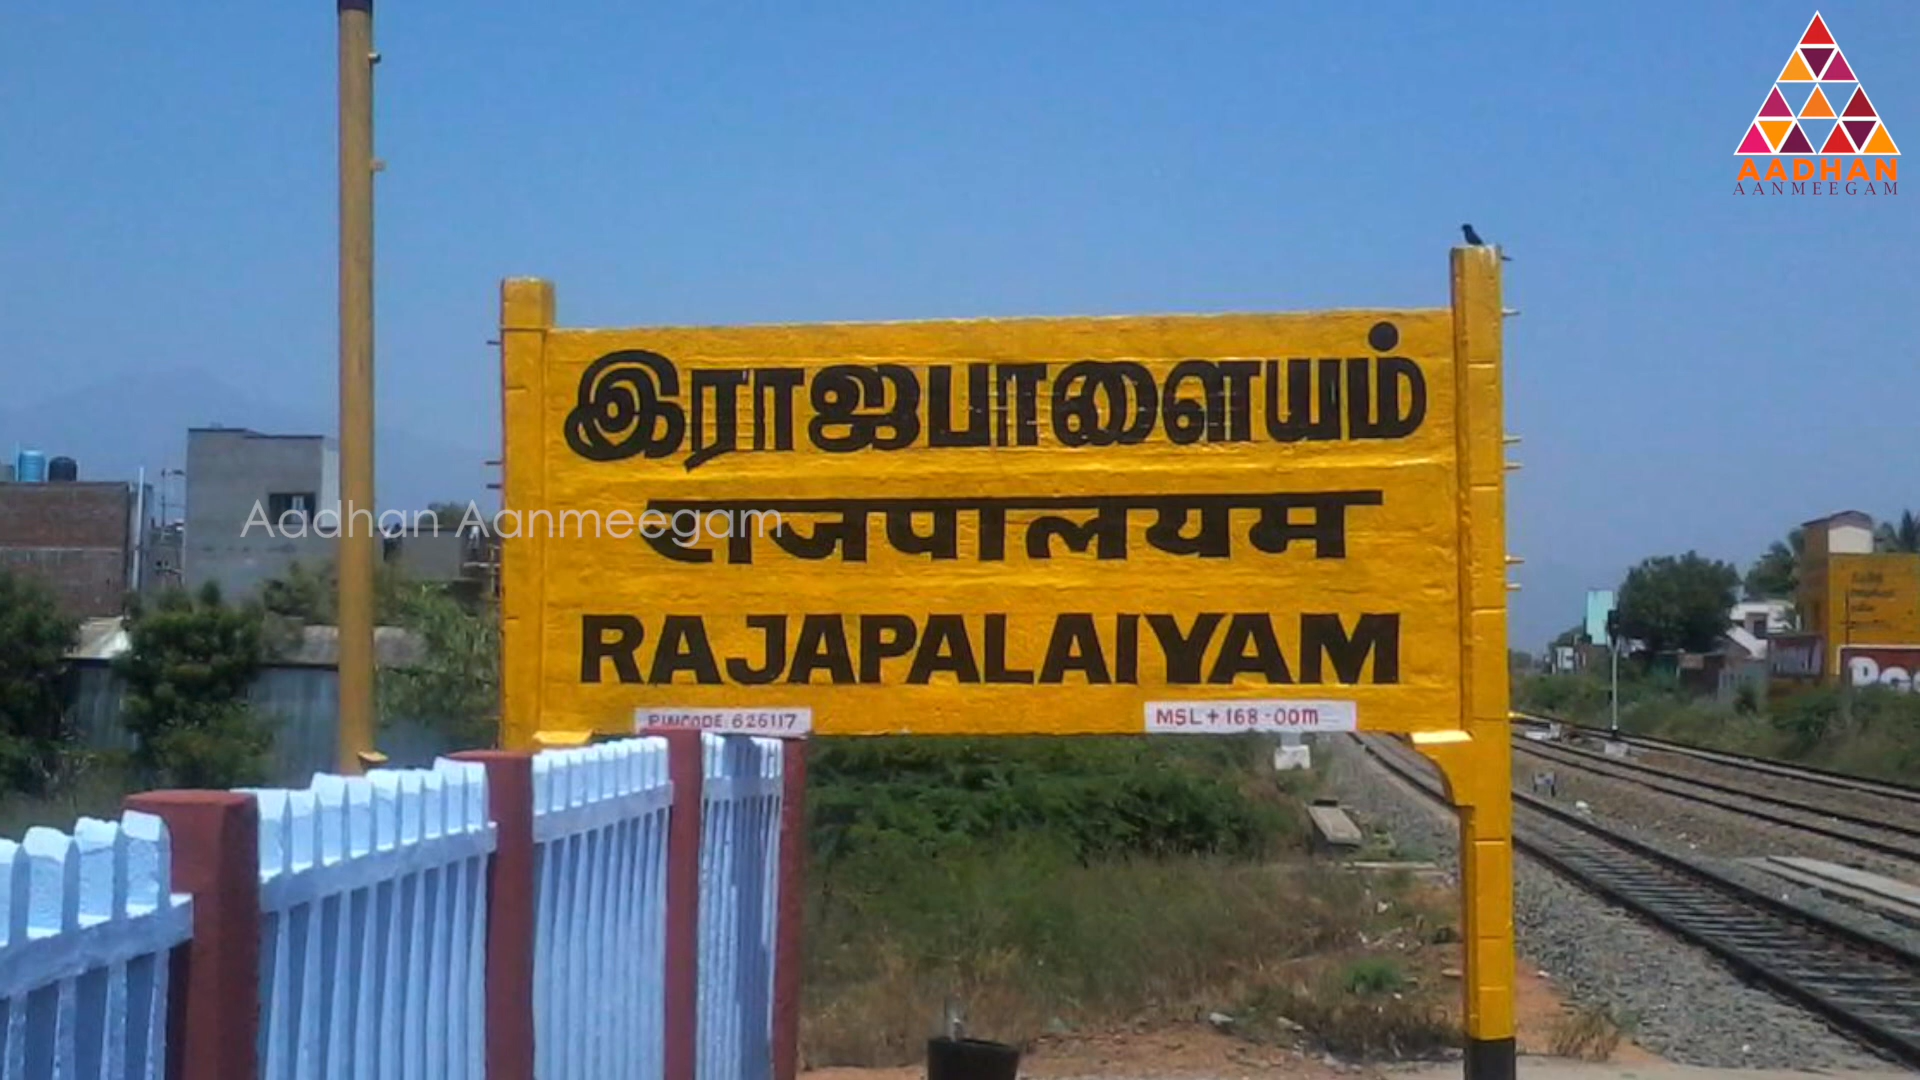 AADHAN
AANMEEGAM
இராஜபாளையம்
Aadhan Aanmeegam
राजपालयम
RAJAPALAIYAM
PINCODE 626117
MSL + 168-00m